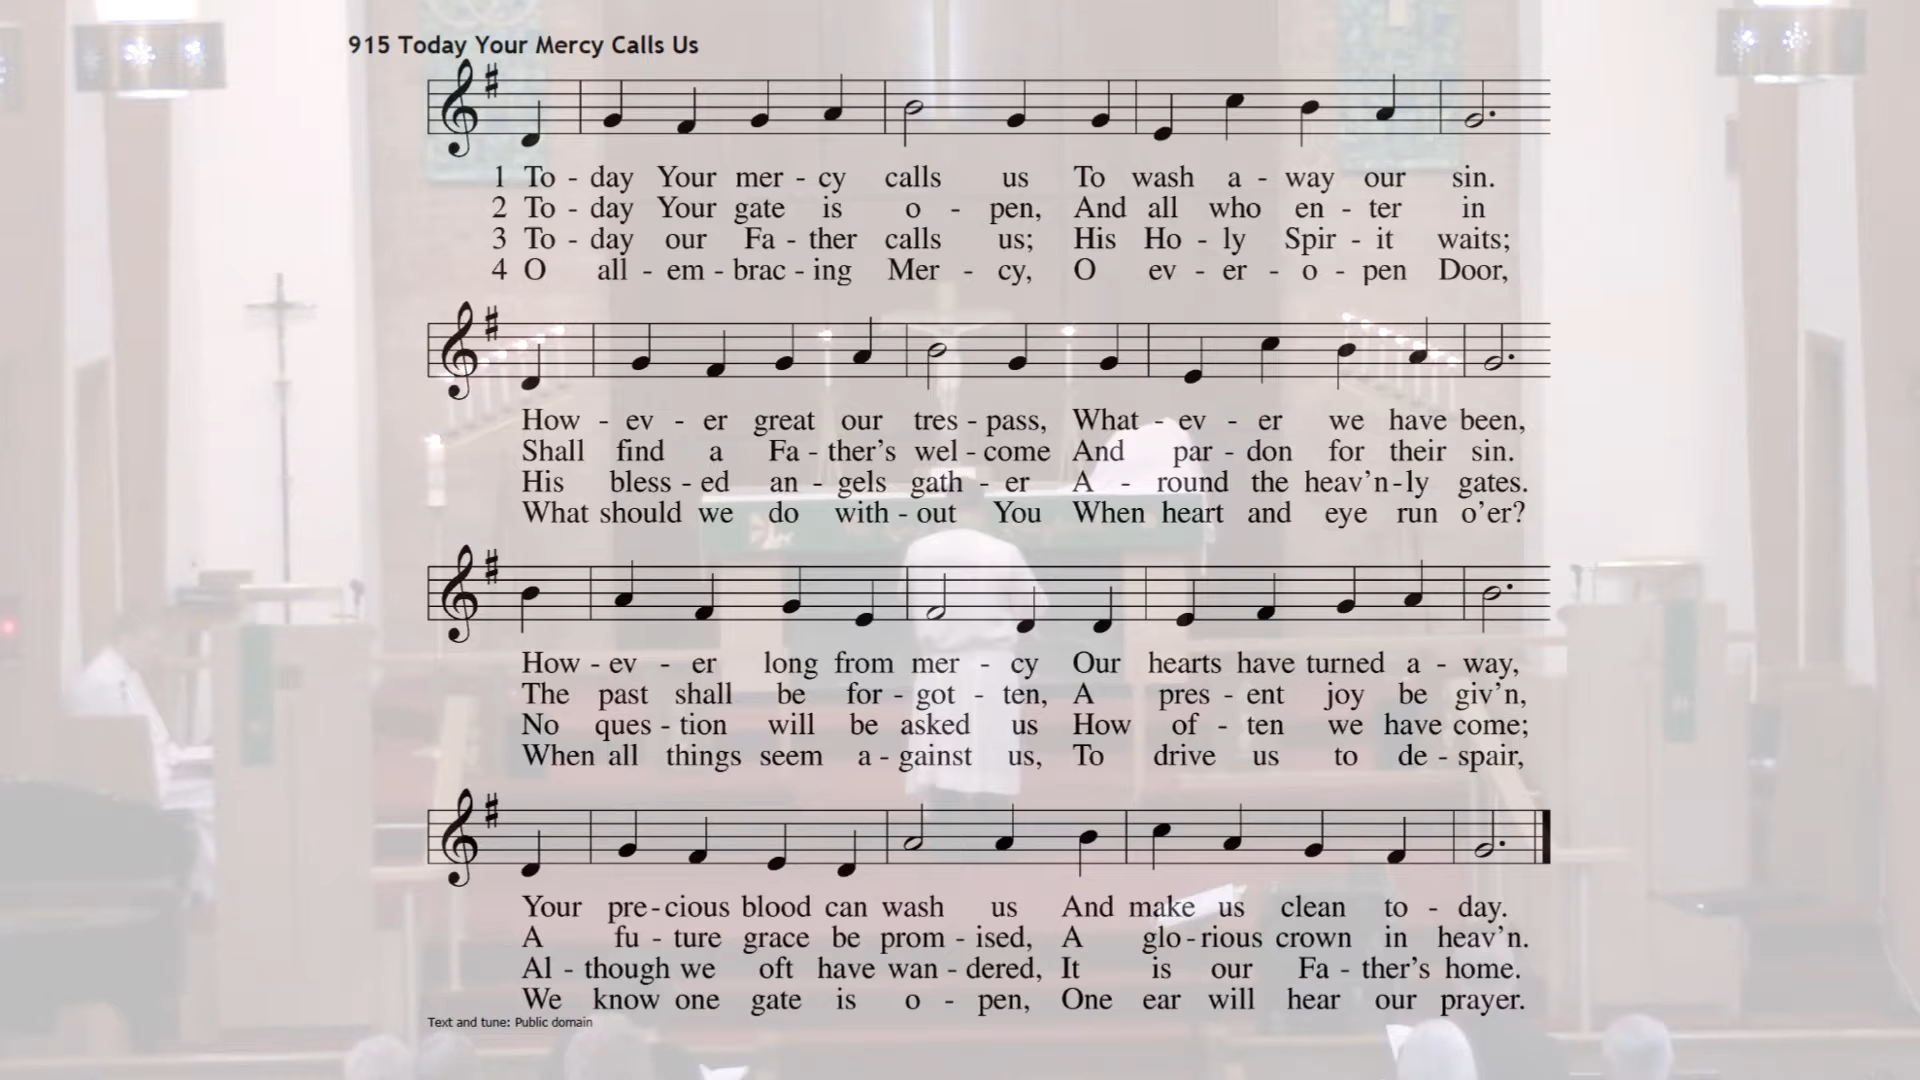 915 Today Your Mercy Calls Us
1 To - day Your mer - cy calls us To wash a - way our sin.
2 To - day Your gate is o - pen, And all who en - ter in
3 To - day our Fa - ther calls us; His Ho - ly Spir - it waits;
4 O all - em - brac - ing Mer - cy, O ev - er - o - pen Door,
How - ev - er great our tres - pass, What - ev - er we have been,
Shall find a Fa - ther's wel - come And par - don for their sin.
His bless - ed an - gels gath - er A - round the heav'n - ly gates.
What should we do with - out You When heart and eye run o'er?
How - ev - er long from mer - cy Our hearts have turned a - way,
The past shall be for - got - ten, A pres - ent joy be giv'n,
No ques - tion will be asked us How of - ten we have come;
When all things seem a - gainst us, To drive us to de - spair,
Your pre - cious blood can wash us And make us clean to - day.
A fu - ture grace be prom - ised, A glo - rious crown in heav'n.
Al - though we oft have wan - dered, It is our Fa - ther's home.
We know one gate is o - pen, One ear will hear our prayer.
Text and tune: Public domain